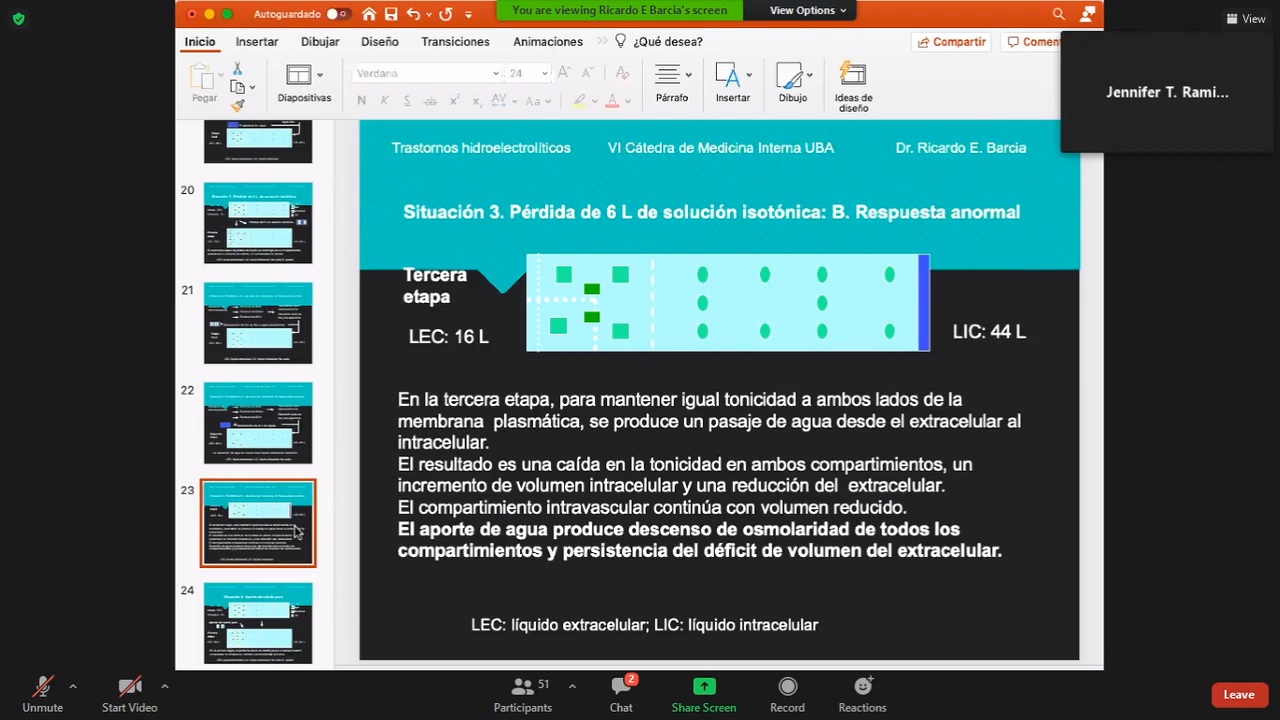 You are viewing Ricardo E Barcia's screen
View Options
View
Autoguardado
Inicio
Insertar
Dibujar
Diseño
Transiciones
Animaciones
¿Qué desea?
Compartir
Coment
Jennifer T. Rami...
Verdana
24
Pegar
Diapositivas
Párrafo
Insertar
Dibujo
Ideas de
diseño
20
21
22
23
24
Trastornos hidroelectrolíticos
VI Cátedra de Medicina Interna UBA
Dr. Ricardo E. Barcia
Situación 3. Pérdida de L. de variación isotónica: B. Respuesta anormal
Tercera
etapa
LEC: 16 L
LIC: 44 L
En la tercera etapa, para mantener igual tonicidad a ambos lados de la
membrana citoplasmática, se produce un pasaje de agua desde el extracelular al
intracelular.
El resultado es una caída en la tonicidad en ambos compartimientos, un
incremento de volumen intracelular y una reducción del extracelular.
El compartimiento intravascular continúa con volumen reducido.
El aporte de agua produce caída de la osmolaridad de todos los
compartimientos y persistencia del déficit de volumen del extracelular.
LEC: líquido extracelular; LIC: líquido intracelular
Unmute
Start Video
51
Participants
2
Chat
Share Screen
Record
Reactions
Leave